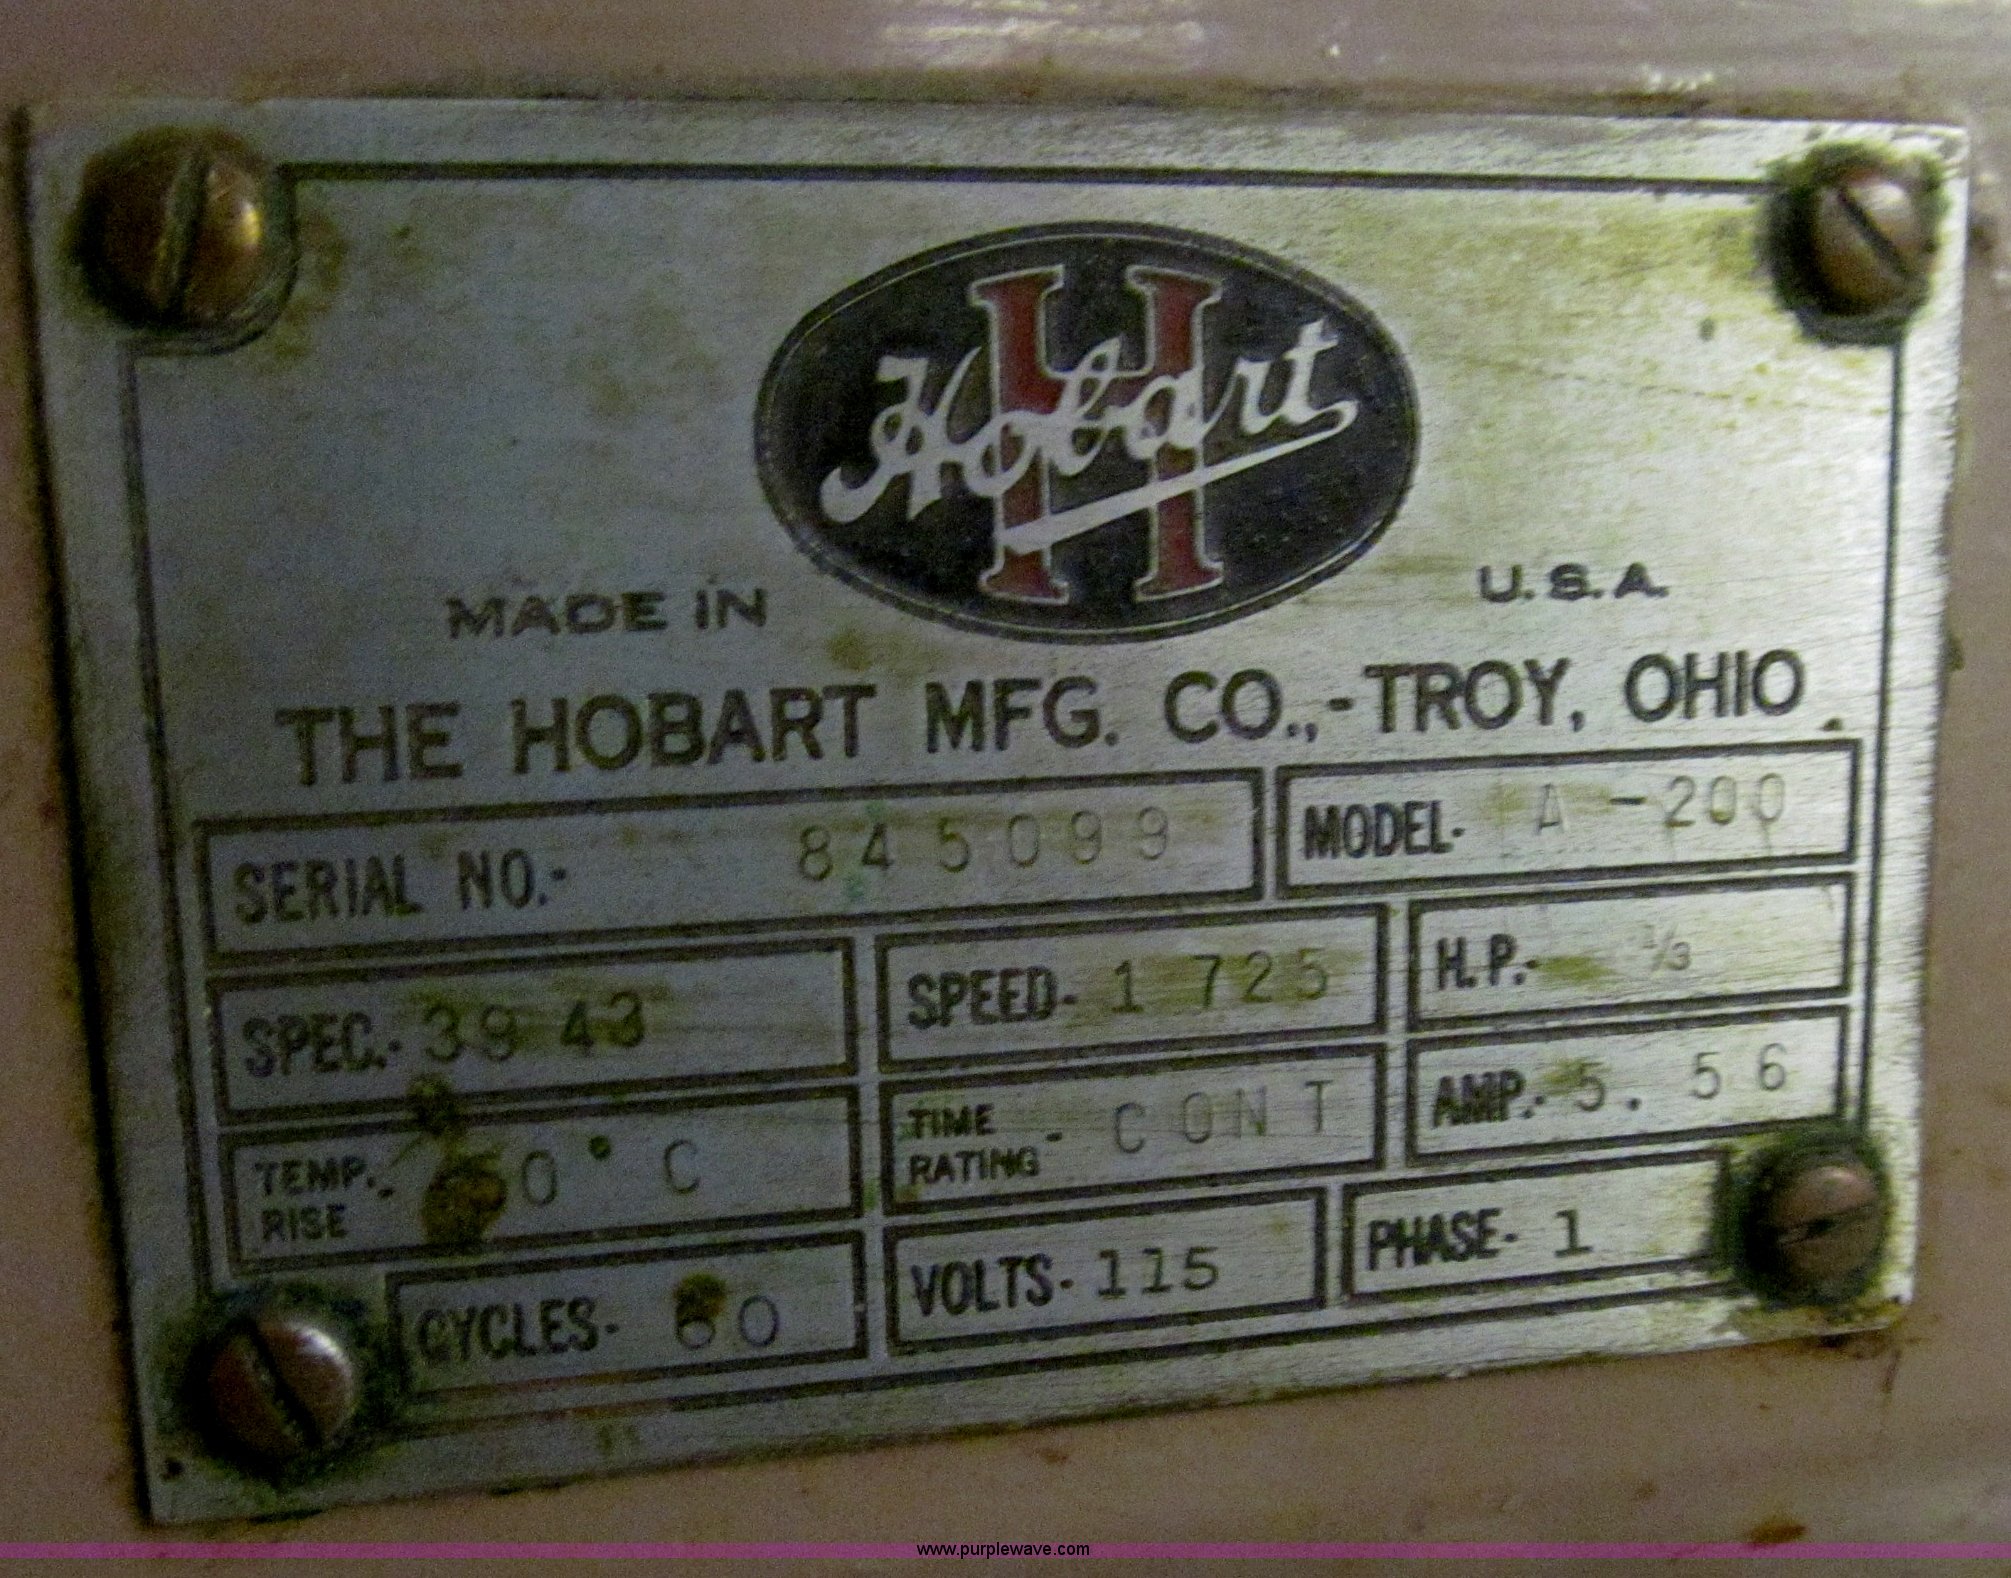 Hobart
MADE IN U.S.A.
THE HOBART MFG. CO.,-TROY, OHIO
SERIAL NO.- 845099 MODEL- A-200
SPEC.- 3943 SPEED- 1725 H.P.- 1/3
TEMP. RISE - C TIME RATING - CONT AMP.- 5.56
CYCLES- 60 VOLTS- 115 PHASE- 1
www.purplewave.com